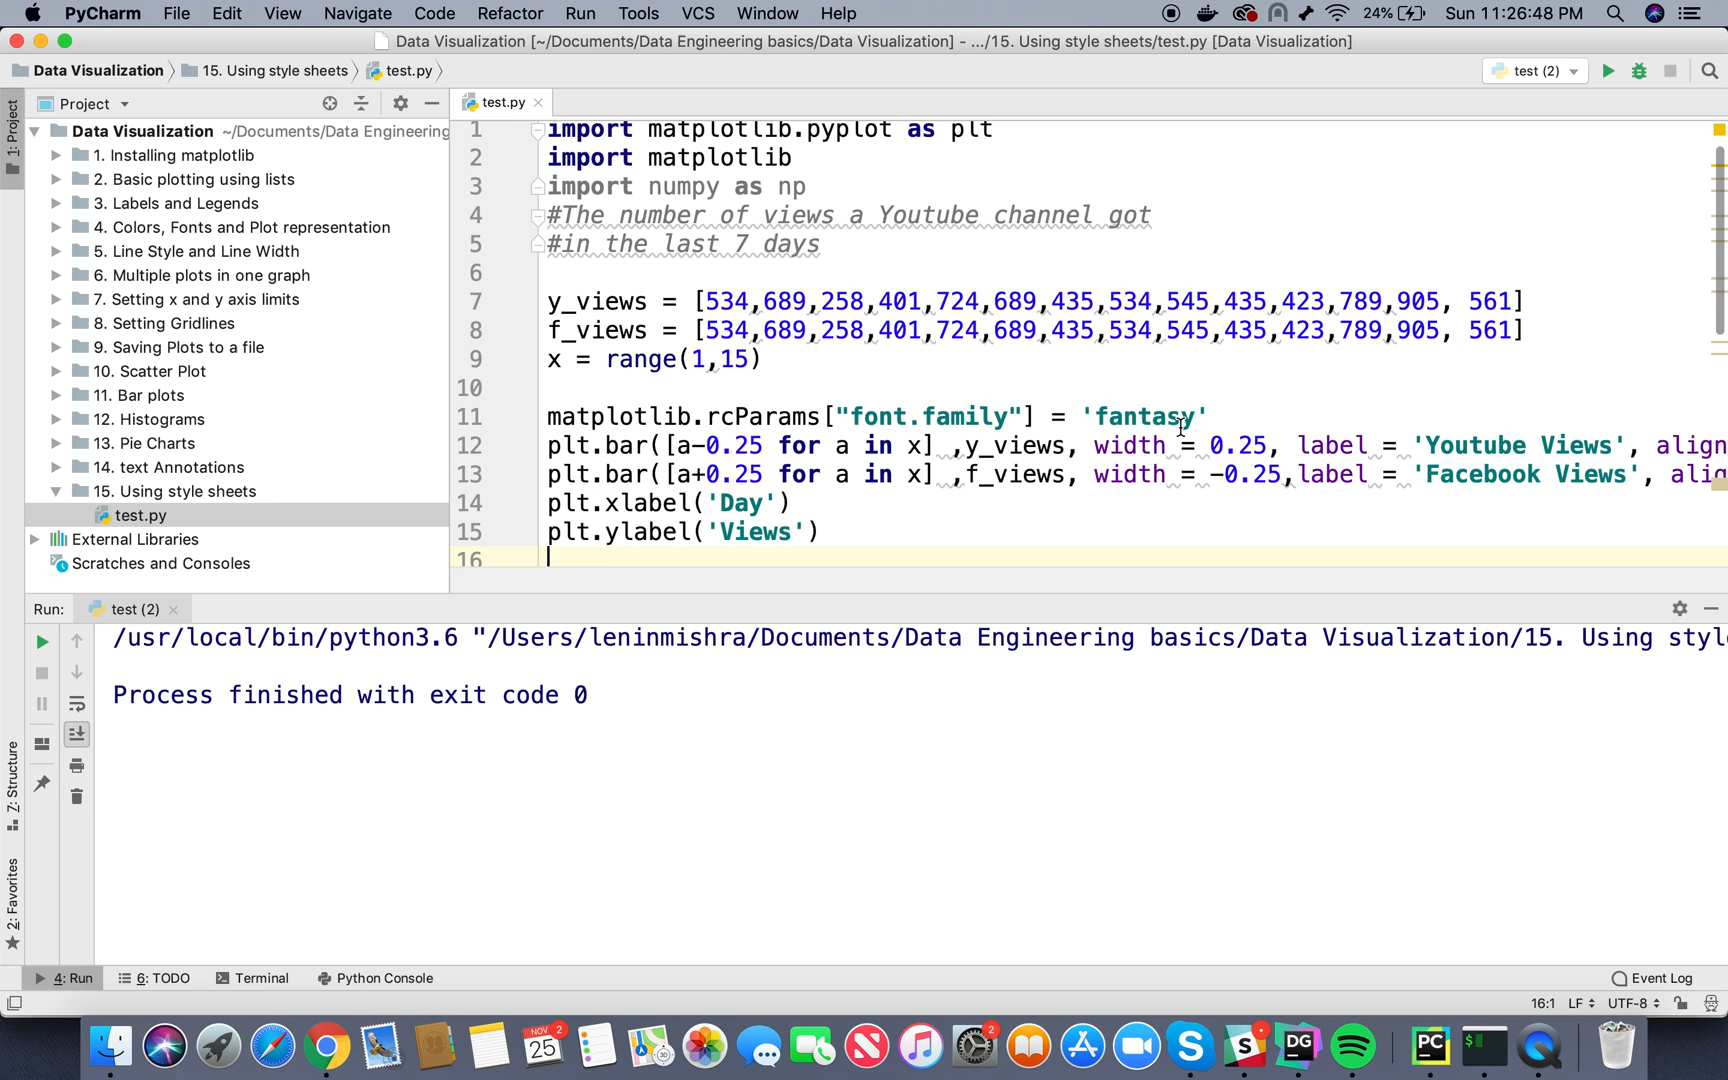 PyCharm File Edit View Navigate Code Refactor Run Tools VCS Window Help 24% Sun 11:26:48 PM
Data Visualization [~/Documents/Data Engineering basics/Data Visualization] - .../15. Using style sheets/test.py [Data Visualization]
Data Visualization 15. Using style sheets test.py test (2)
1: Project
Project
test.py
Data Visualization ~/Documents/Data Engineering
1. Installing matplotlib
2. Basic plotting using lists
3. Labels and Legends
4. Colors, Fonts and Plot representation
5. Line Style and Line Width
6. Multiple plots in one graph
7. Setting x and y axis limits
8. Setting Gridlines
9. Saving Plots to a file
10. Scatter Plot
11. Bar plots
12. Histograms
13. Pie Charts
14. text Annotations
15. Using style sheets
test.py
External Libraries
Scratches and Consoles
1 import matplotlib.pyplot as plt
2 import matplotlib
3 import numpy as np
4 #The number of views a Youtube channel got
5 #in the last 7 days
6
7 y_views = [534,689,258,401,724,689,435,534,545,435,423,789,905, 561]
8 f_views = [534,689,258,401,724,689,435,534,545,435,423,789,905, 561]
9 x = range(1,15)
10
11 matplotlib.rcParams["font.family"] = 'fantasy'
12 plt.bar([a-0.25 for a in x] ,y_views, width = 0.25, label = 'Youtube Views', align
13 plt.bar([a+0.25 for a in x] ,f_views, width = -0.25,label = 'Facebook Views', alig
14 plt.xlabel('Day')
15 plt.ylabel('Views')
16
Run: test (2)
/usr/local/bin/python3.6 "/Users/leninmishra/Documents/Data Engineering basics/Data Visualization/15. Using style
Process finished with exit code 0
7: Structure
2: Favorites
4: Run 6: TODO Terminal Python Console Event Log
16:1 LF UTF-8
NOV 2
25
2
S
DG
PC
$